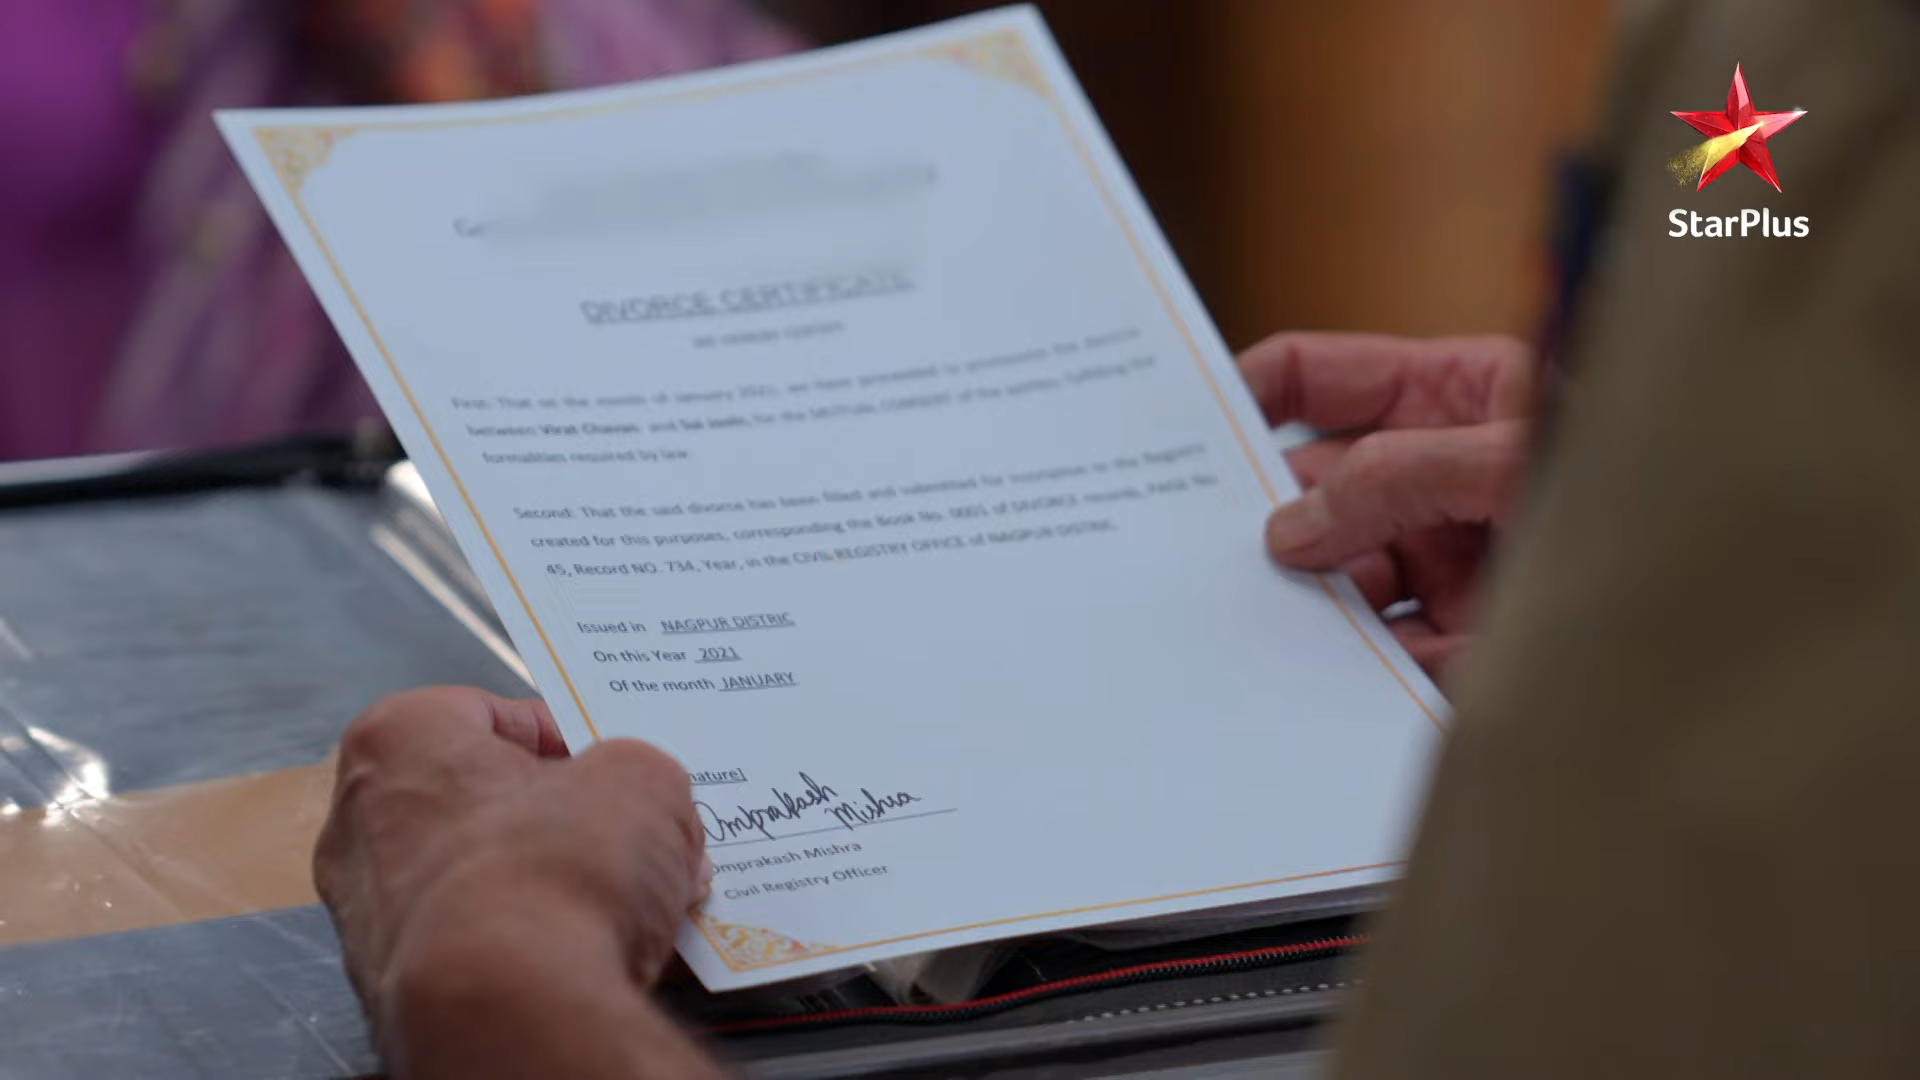 StarPlus
DIVORCE CERTIFICATE
First: That on the month of January 2021, we have proceeded to the divorce
between Virat Chavan and Sai Joshi, for the MUTUAL CONSENT of the parties, fulfilling the
formalities required by law.
Second: That the said divorce has been filed and submitted for inscription in the Registry
created for this purposes, corresponding the Book No. 0001 of DIVORCE records, PAGE No
45, Record NO. 734, Year, in the CIVIL REGISTRY OFFICE of NAGPUR DISTRIC
Issued in NAGPUR DISTRIC
On this Year 2021
Of the month JANUARY
nature]
Omprakash Mishra
Omprakash Mishra
Civil Registry Officer